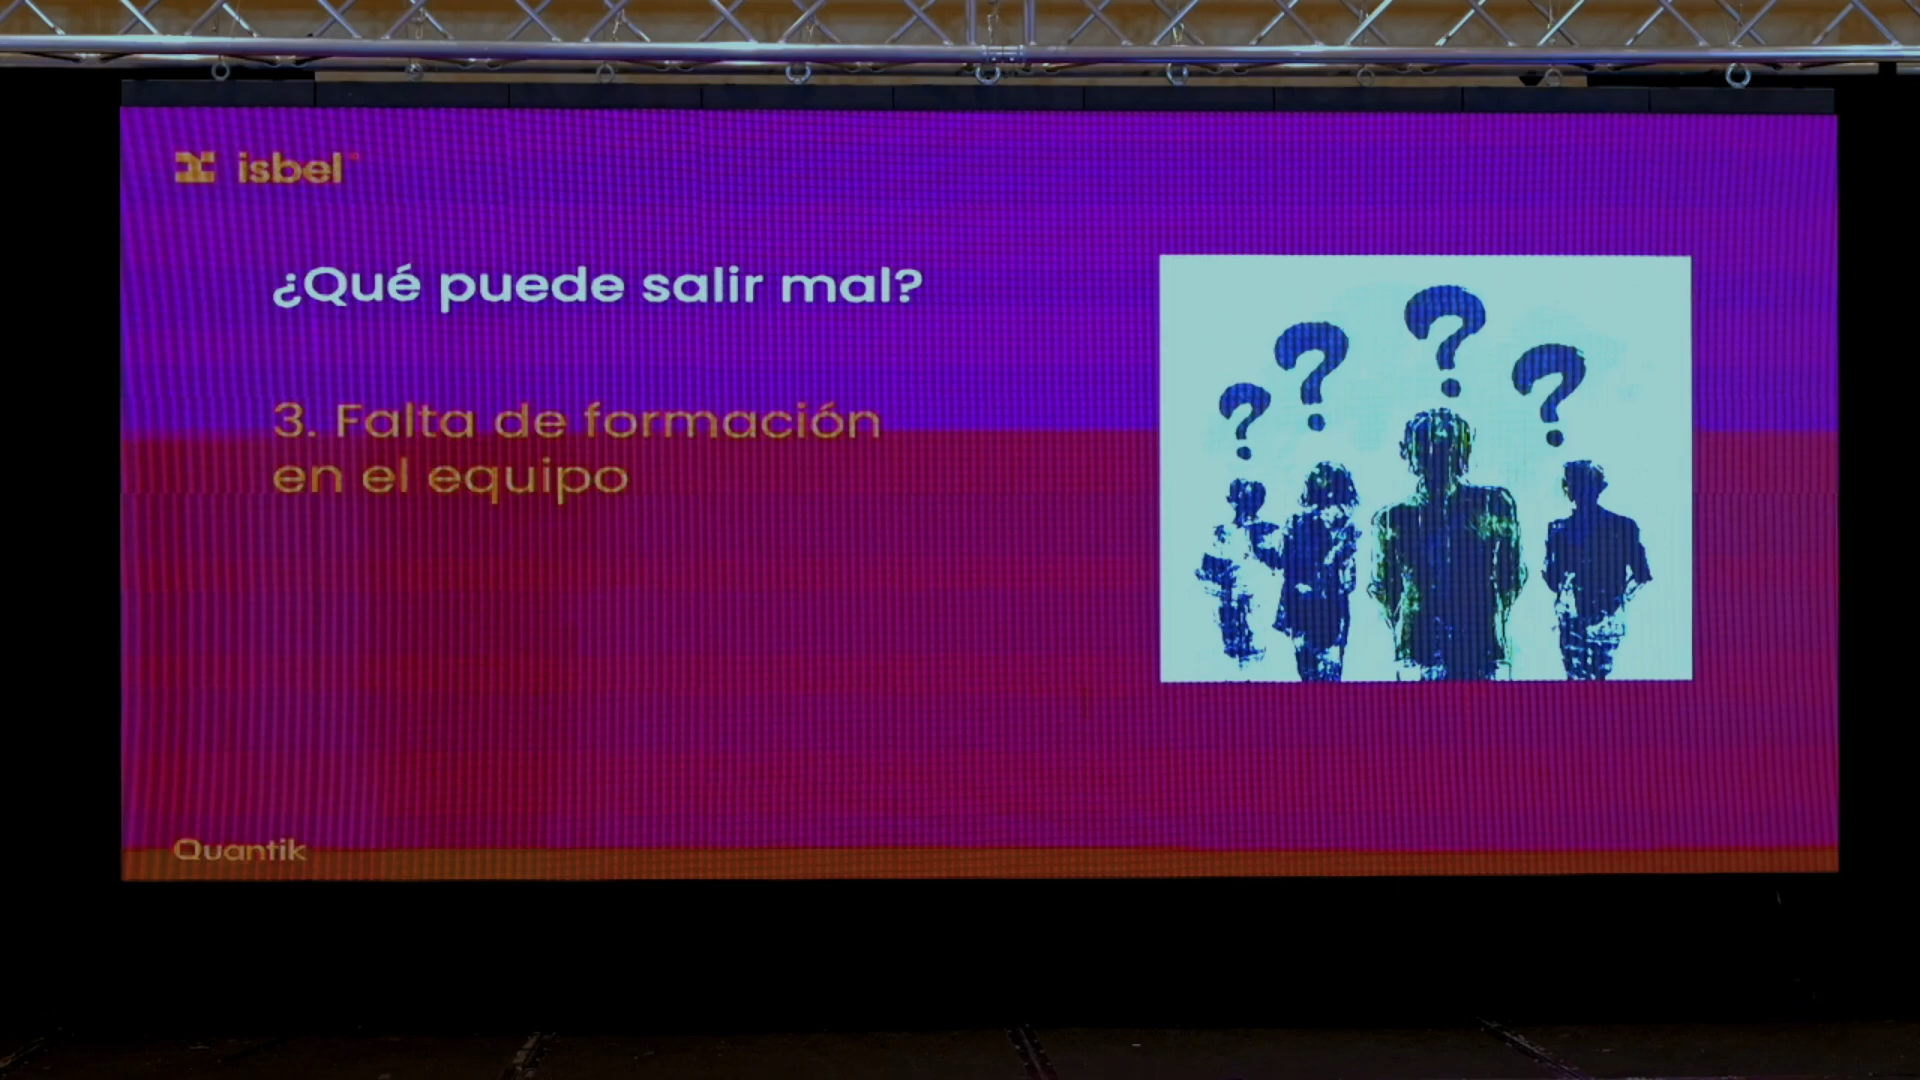 isbel
¿Qué puede salir mal?
3. Falta de formación
en el equipo
? ? ? ?
Quantik